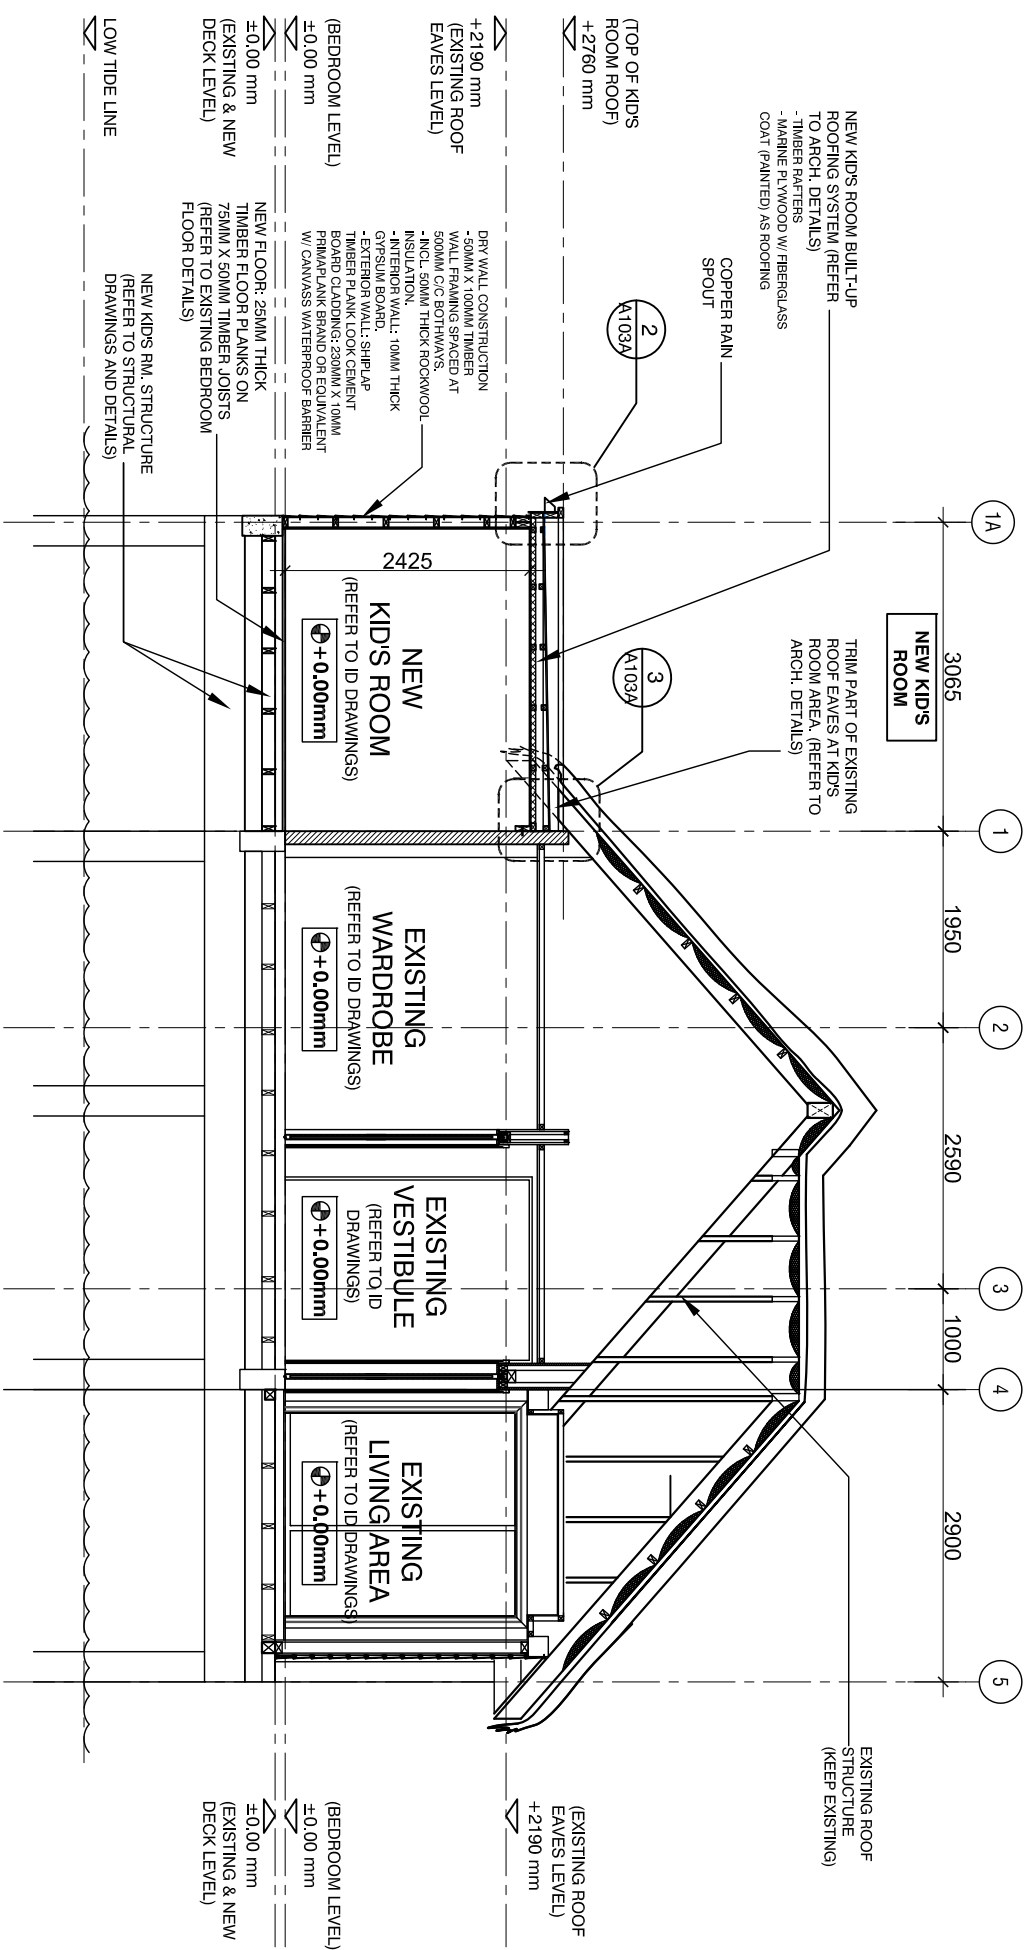 1A
1
2
3
4
5
3065
1950
2590
1000
2900
NEW KID'S
ROOM
NEW KID'S ROOM BUILT-UP
ROOFING SYSTEM (REFER
TO ARCH. DETAILS)
- TIMBER RAFTERS
- MARINE PLYWOOD W/ FIBERGLASS
COAT (PAINTED) AS ROOFING
COPPER RAIN
SPOUT
2
A103A
3
A103A
TRIM PART OF EXISTING
ROOF EAVES AT KID'S
ROOM AREA. (REFER TO
ARCH. DETAILS)
EXISTING ROOF
STRUCTURE
(KEEP EXISTING)
(TOP OF KID'S
ROOM ROOF)
+2760 mm
+2190 mm
(EXISTING ROOF
EAVES LEVEL)
(BEDROOM LEVEL)
±0.00 mm
±0.00 mm
(EXISTING & NEW
DECK LEVEL)
LOW TIDE LINE
DRY WALL CONSTRUCTION
- 50MM X 100MM TIMBER
WALL FRAMING SPACED AT
500MM C/C BOTHWAYS.
- INCL. 50MM THICK ROCKWOOL
INSULATION.
- INTERIOR WALL: 10MM THICK
GYPSUM BOARD.
- EXTERIOR WALL: SHIPLAP
TIMBER PLANK LOOK CEMENT
BOARD CLADDING: 230MM X 10MM
PRIMAPLANK BRAND OR EQUIVALENT
W/ CANVASS WATERPROOF BARRIER
NEW FLOOR: 25MM THICK
TIMBER FLOOR PLANKS ON
75MM X 50MM TIMBER JOISTS
(REFER TO EXISTING BEDROOM
FLOOR DETAILS)
NEW KID'S RM. STRUCTURE
(REFER TO STRUCTURAL
DRAWINGS AND DETAILS)
2425
NEW
KID'S ROOM
(REFER TO ID DRAWINGS)
+0.00mm
EXISTING
WARDROBE
(REFER TO ID DRAWINGS)
+0.00mm
EXISTING
VESTIBULE
(REFER TO ID
DRAWINGS)
+0.00mm
EXISTING
LIVING AREA
(REFER TO ID DRAWINGS)
+0.00mm
(EXISTING ROOF
EAVES LEVEL)
+2190 mm
(BEDROOM LEVEL)
±0.00 mm
±0.00 mm
(EXISTING & NEW
DECK LEVEL)